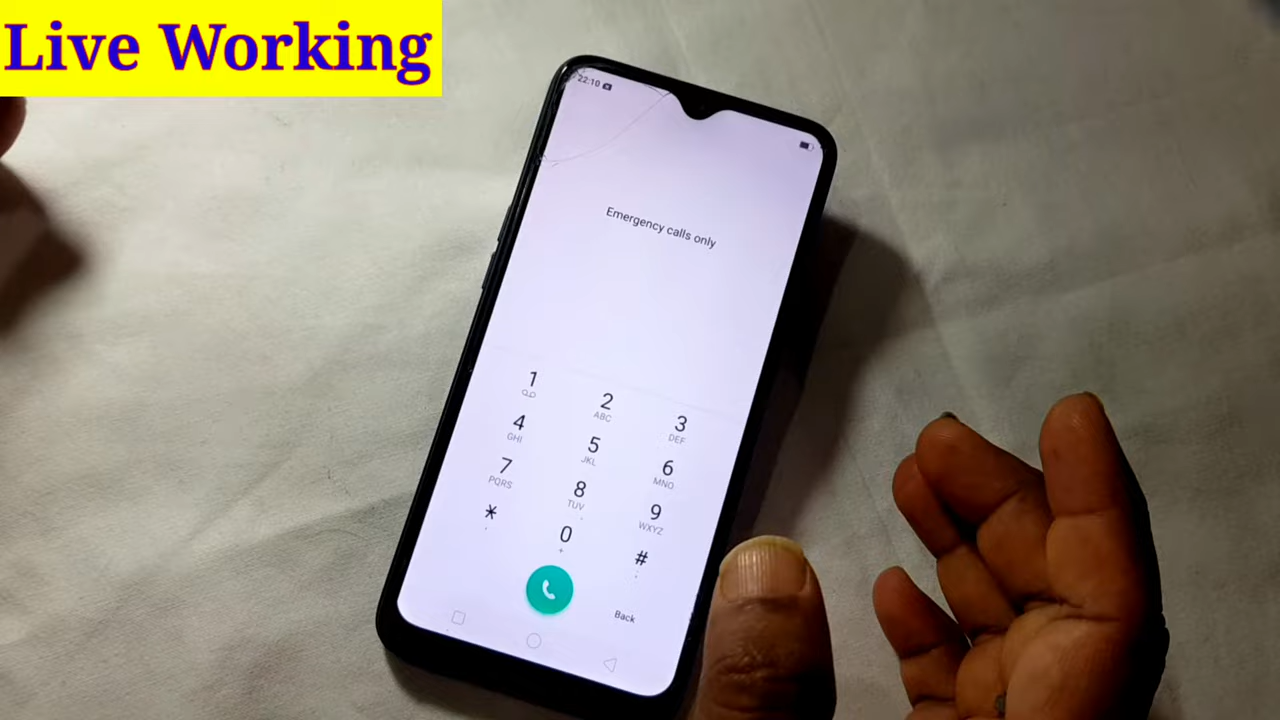 Live Working
22:10
Emergency calls only
1
2
ABC
3
DEF
4
GHI
5
JKL
6
MNO
7
PQRS
8
TUV
9
WXYZ
*
,
0
+
#
;
Back